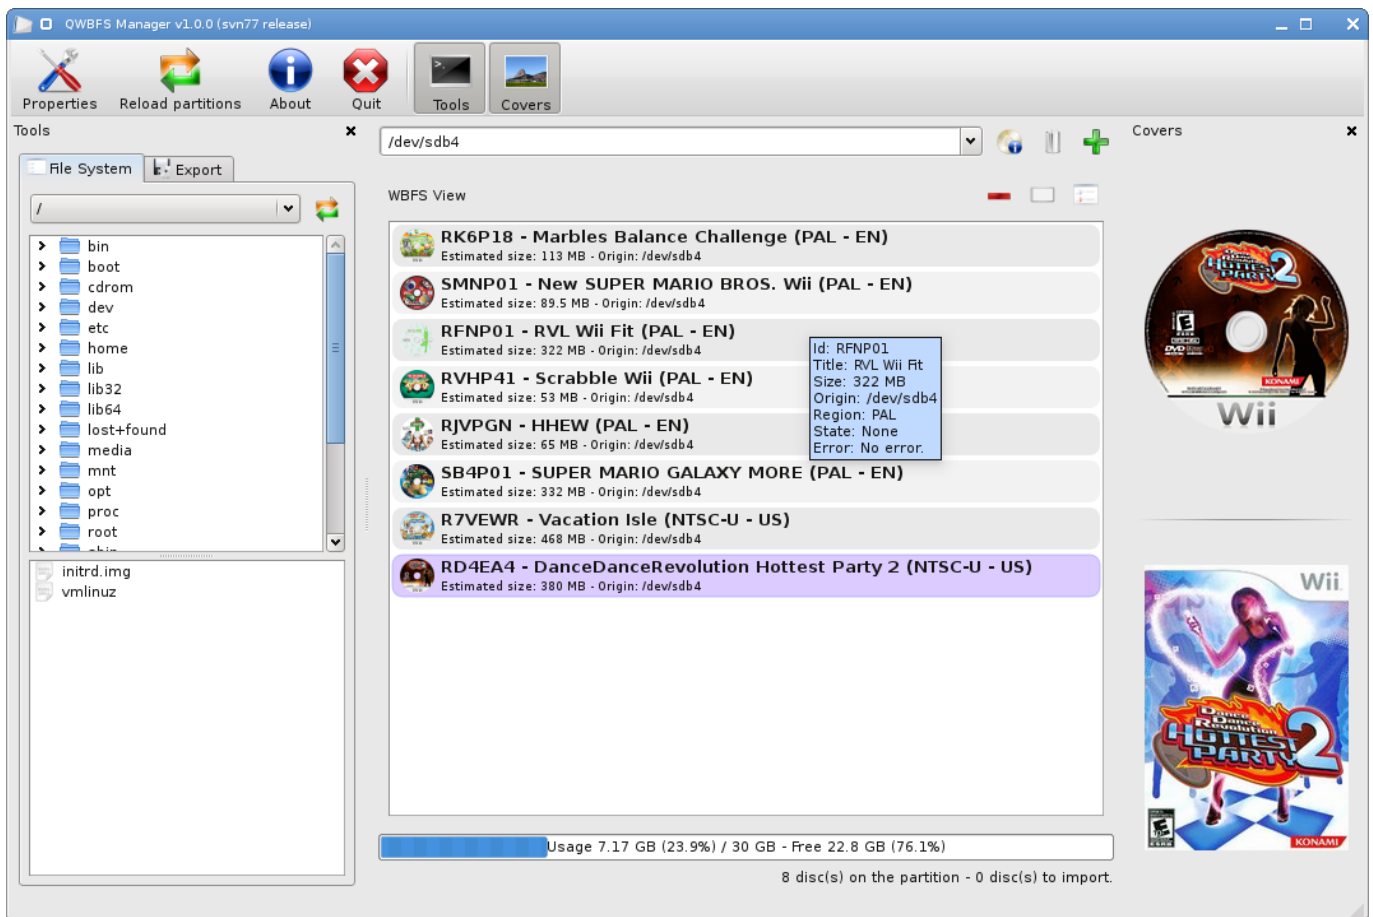 QWBFS Manager v1.0.0 (svn77 release)
Properties
Reload partitions
About
Quit
Tools
Covers
Tools
File System
Export
/
bin
boot
cdrom
dev
etc
home
lib
lib32
lib64
lost+found
media
mnt
opt
proc
root
initrd.img
vmlinuz
/dev/sdb4
WBFS View
RK6P18 - Marbles Balance Challenge (PAL - EN)
Estimated size: 113 MB - Origin: /dev/sdb4
SMNP01 - New SUPER MARIO BROS. Wii (PAL - EN)
Estimated size: 89.5 MB - Origin: /dev/sdb4
RFNP01 - RVL Wii Fit (PAL - EN)
Estimated size: 322 MB - Origin: /dev/sdb4
RVHP41 - Scrabble Wii (PAL - EN)
Estimated size: 53 MB - Origin: /dev/sdb4
RJVPGN - HHEW (PAL - EN)
Estimated size: 65 MB - Origin: /dev/sdb4
SB4P01 - SUPER MARIO GALAXY MORE (PAL - EN)
Estimated size: 332 MB - Origin: /dev/sdb4
R7VEWR - Vacation Isle (NTSC-U - US)
Estimated size: 468 MB - Origin: /dev/sdb4
RD4EA4 - DanceDanceRevolution Hottest Party 2 (NTSC-U - US)
Estimated size: 380 MB - Origin: /dev/sdb4
Id: RFNP01
Title: RVL Wii Fit
Size: 322 MB
Origin: /dev/sdb4
Region: PAL
State: None
Error: No error.
Usage 7.17 GB (23.9%) / 30 GB - Free 22.8 GB (76.1%)
8 disc(s) on the partition - 0 disc(s) to import.
Covers
HOTTEST
PARTY 2
E
KONAMI
Wii
Wii
Dance
Dance
Revolution
HOTTEST
PARTY 2
E
KONAMI